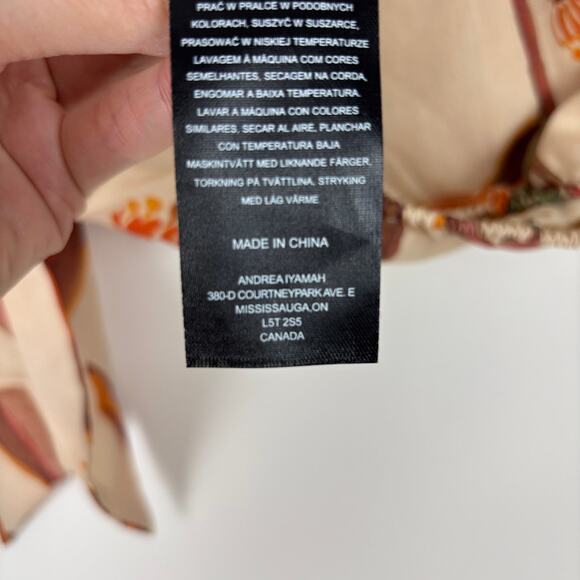 PRAĆ W PRALCE W PODOBNYCH
KOLORACH, SUSZYĆ W SUSZARCE,
PRASOWAĆ W NISKIEJ TEMPERATURZE
LAVAGEM À MÁQUINA COM CORES
SEMELHANTES, SECAGEM NA CORDA,
ENGOMAR A BAIXA TEMPERATURA.
LAVAR A MÁQUINA CON COLORES
SIMILARES, SECAR AL AIRE, PLANCHAR
CON TEMPERATURA BAJA
MASKINTVÄTT MED LIKNANDE FÄRGER,
TORKNING PÅ TVÄTTLINA, STRYKING
MED LÅG VÄRME
MADE IN CHINA
ANDREA IYAMAH
380-D COURTNEYPARK AVE. E
MISSISSAUGA,ON
L5T 2S5
CANADA